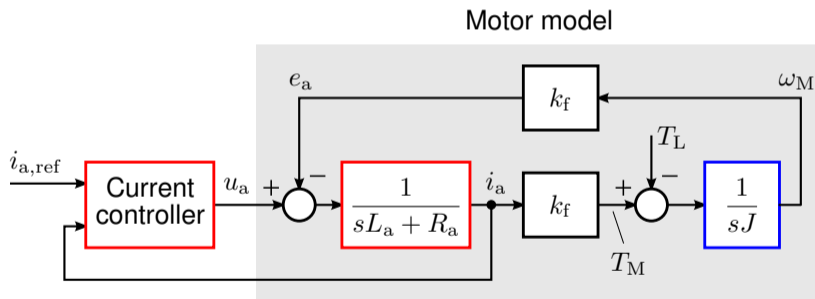 Motor model
e_a
k_f
ω_M
i_a,ref
Current
controller
u_a
+
−
1
sL_a + R_a
i_a
k_f
+
T_M
T_L
−
1
sJ